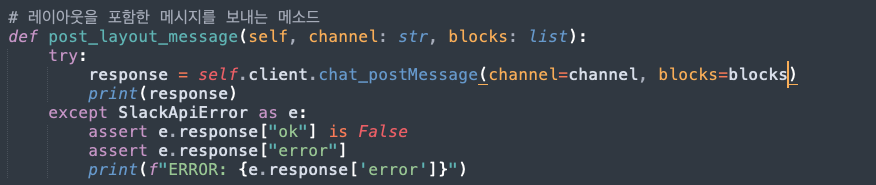 # 레이아웃을 포함한 메시지를 보내는 메소드
def post_layout_message(self, channel: str, blocks: list):
    try:
        response = self.client.chat_postMessage(channel=channel, blocks=blocks)
        print(response)
    except SlackApiError as e:
        assert e.response["ok"] is False
        assert e.response["error"]
        print(f"ERROR: {e.response['error']}")